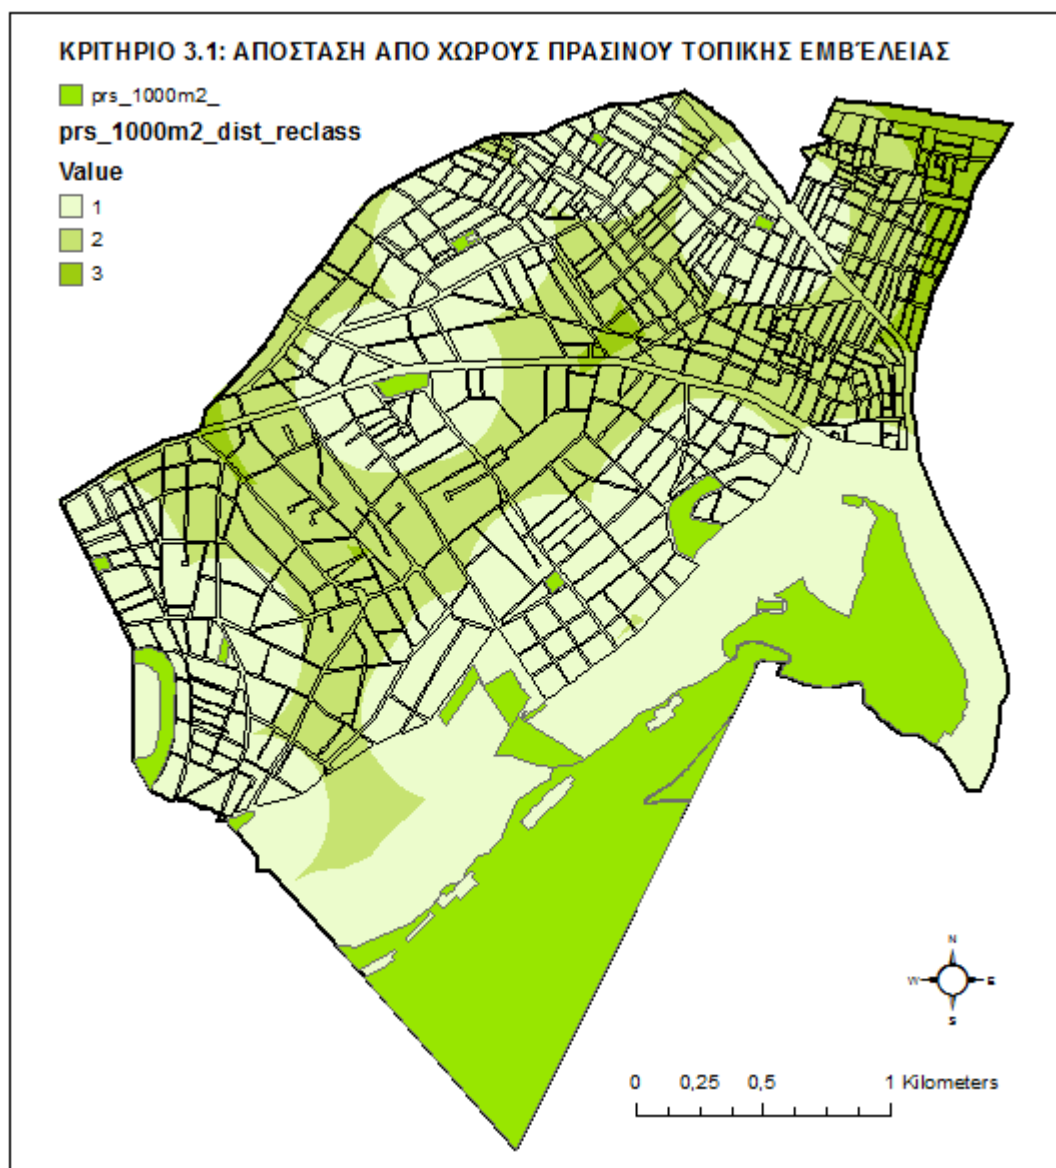 ΚΡΙΤΗΡΙΟ 3.1: ΑΠΟΣΤΑΣΗ ΑΠΟ ΧΩΡΟΥΣ ΠΡΑΣΙΝΟΥ ΤΟΠΙΚΗΣ ΕΜΒΈΛΕΙΑΣ
prs_1000m2_
prs_1000m2_dist_reclass
Value
1
2
3
N
W E
S
0 0,25 0,5 1 Kilometers